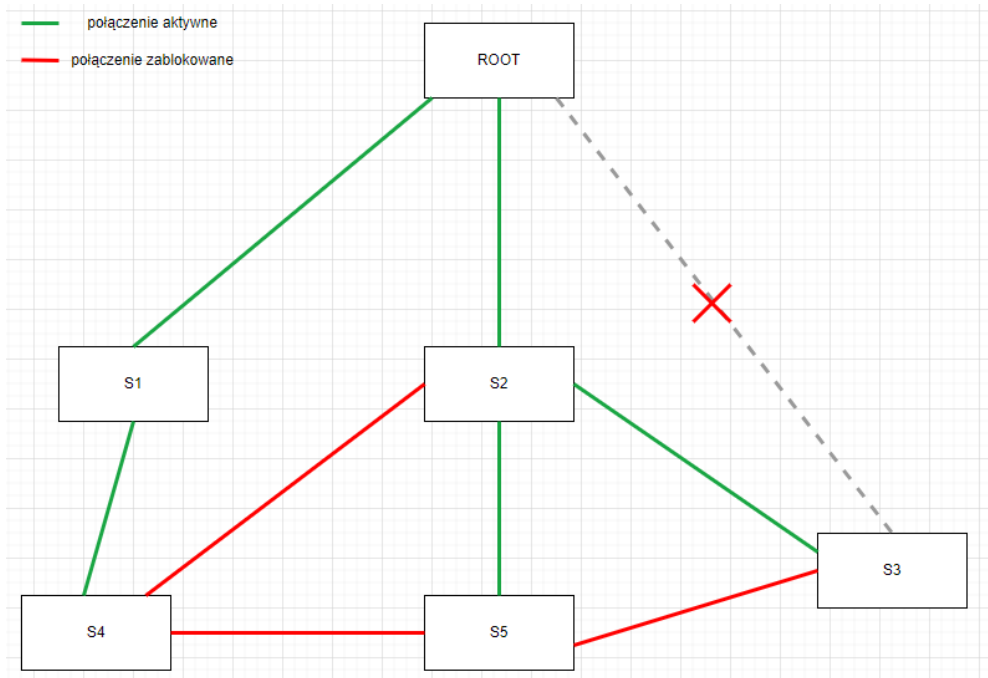 połączenie aktywne
połączenie zablokowane
ROOT
S1
S2
S3
S4
S5